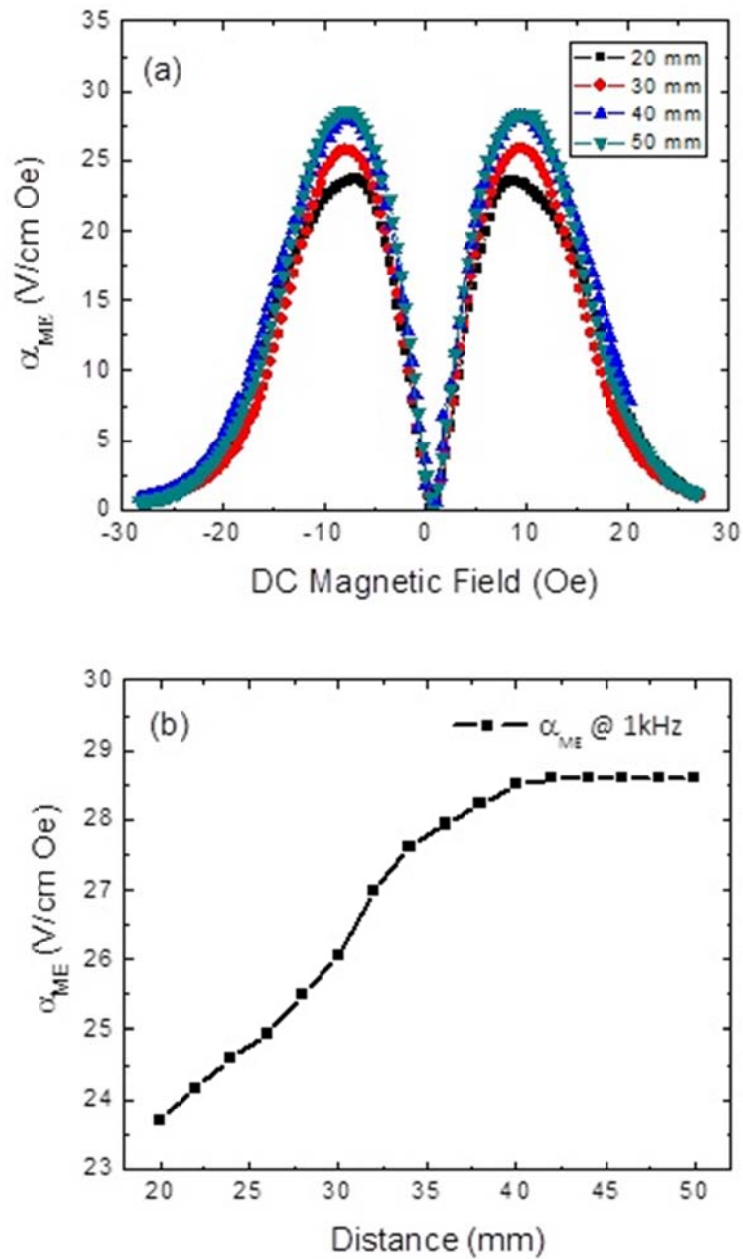 (a)
20 mm
30 mm
40 mm
50 mm
35
30
25
20
15
10
5
0
-30 -20 -10 0 10 20 30
αME (V/cm Oe)
DC Magnetic Field (Oe)
(b)
αME @ 1kHz
30
29
28
27
26
25
24
23
20 25 30 35 40 45 50
αME (V/cm Oe)
Distance (mm)